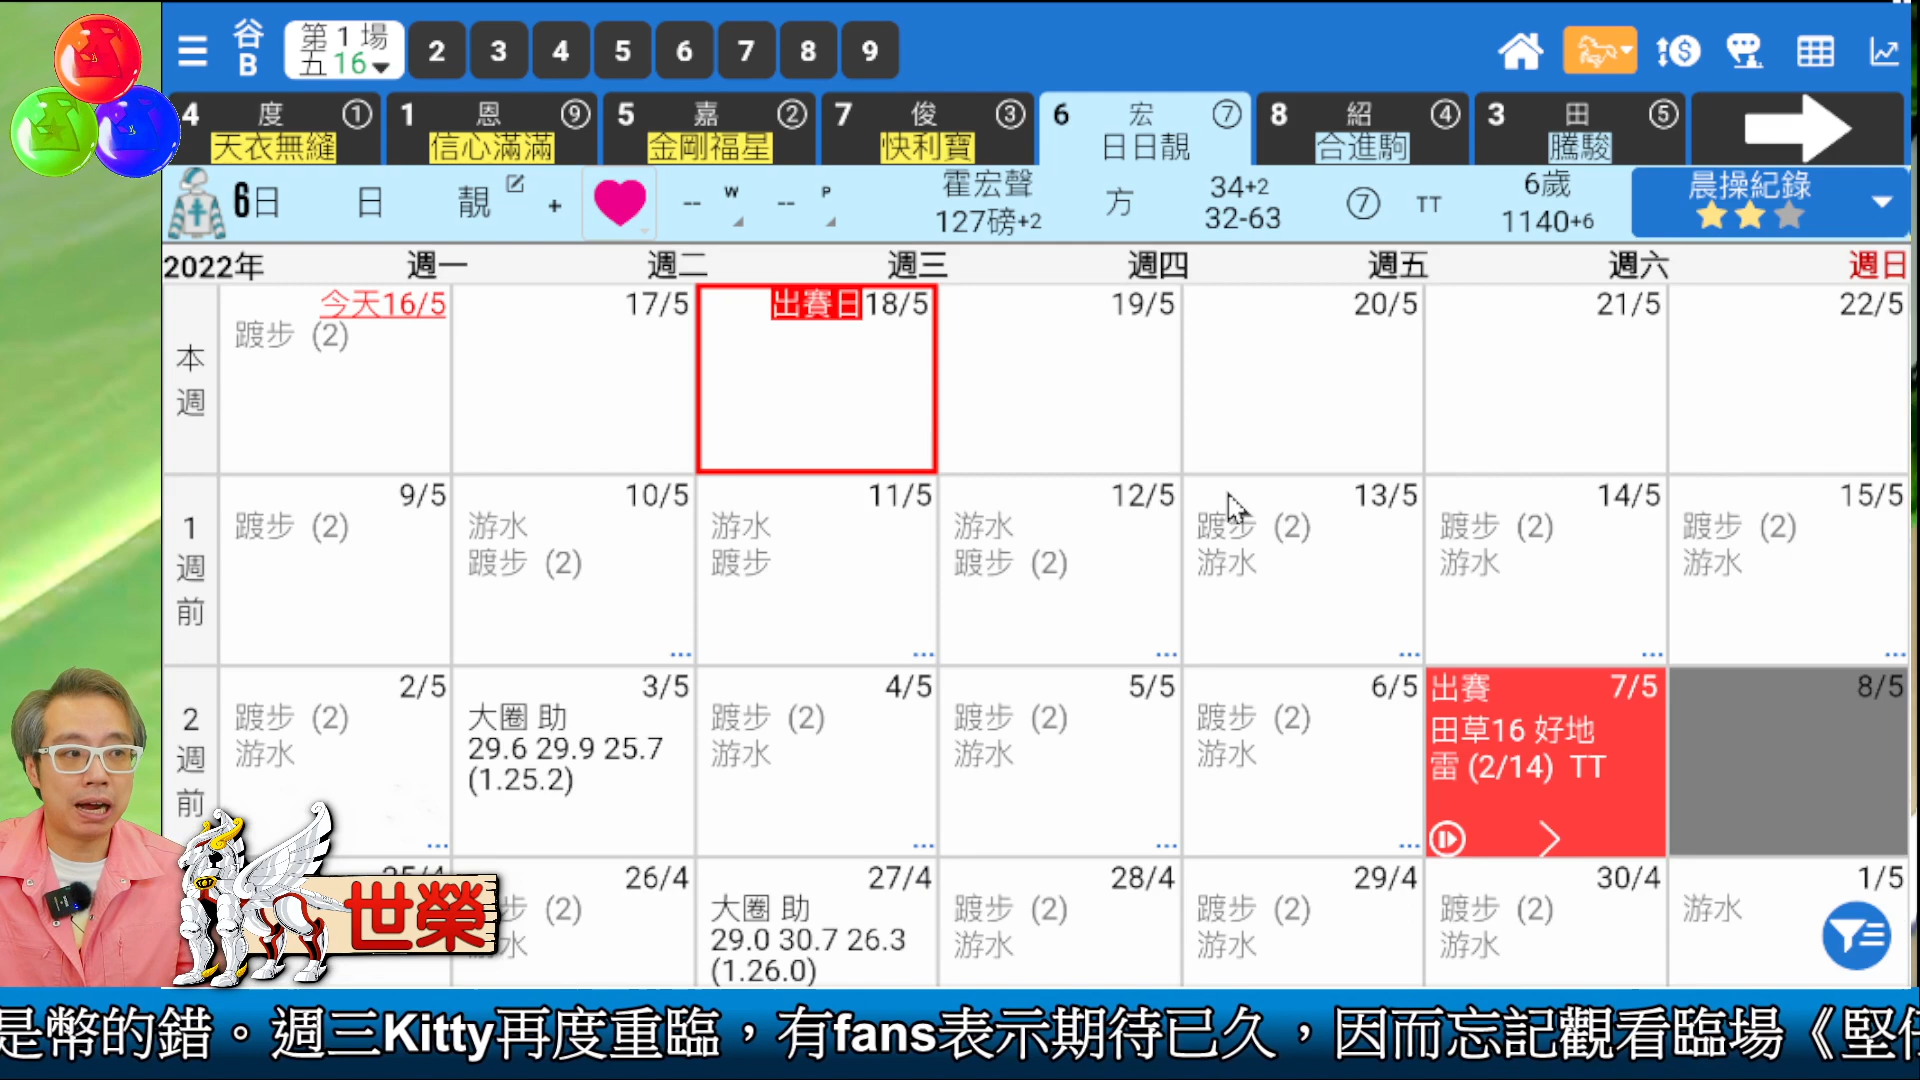 谷 B
第 1 場
五 16
2 3 4 5 6 7 8 9
4 度 ① 天衣無縫
1 恩 ⑨ 信心滿滿
5 嘉 ② 金剛福星
7 俊 ③ 快利寶
6 宏 ⑦ 日日靚
8 紹 ④ 合進駒
3 田 ⑤ 騰駿
6 日日靚 + -- W -- P
霍宏聲
127磅+2
方
34+2
32-63
⑦ TT
6歲
1140+6
晨操紀錄
2022年 週一 週二 週三 週四 週五 週六 週日
本週
今天16/5
踱步 (2)
17/5
出賽日18/5
19/5
20/5
21/5
22/5
1週前
9/5
踱步 (2)
10/5
游水
踱步 (2)
...
11/5
游水
踱步
...
12/5
游水
踱步 (2)
...
13/5
踱步 (2)
游水
...
14/5
踱步 (2)
游水
...
15/5
踱步 (2)
游水
...
2週前
2/5
踱步 (2)
游水
...
3/5
大圈 助
29.6 29.9 25.7
(1.25.2)
4/5
踱步 (2)
游水
...
5/5
踱步 (2)
游水
...
6/5
踱步 (2)
游水
...
出賽 7/5
田草16 好地
雷 (2/14) TT
8/5
25/4
26/4
步 (2)
水
27/4
大圈 助
29.0 30.7 26.3
(1.26.0)
28/4
踱步 (2)
游水
29/4
踱步 (2)
游水
30/4
踱步 (2)
游水
1/5
游水
世榮
是幣的錯。週三Kitty再度重臨，有fans表示期待已久，因而忘記觀看臨場《堅